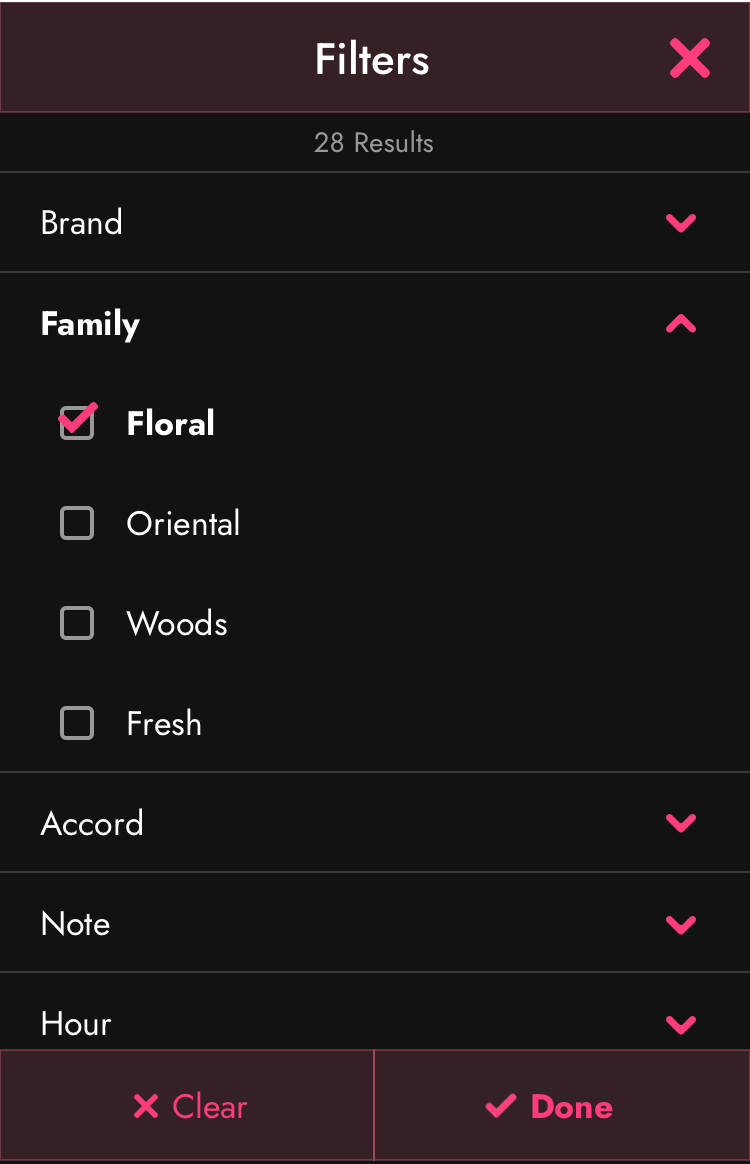 Filters
28 Results
Brand
Family
Floral
Oriental
Woods
Fresh
Accord
Note
Hour
Clear
Done